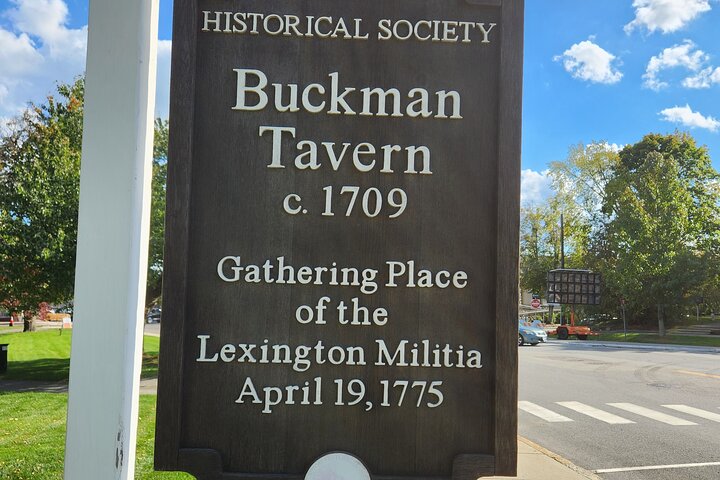 HISTORICAL SOCIETY
Buckman
Tavern
c. 1709
Gathering Place
of the
Lexington Militia
April 19,1775